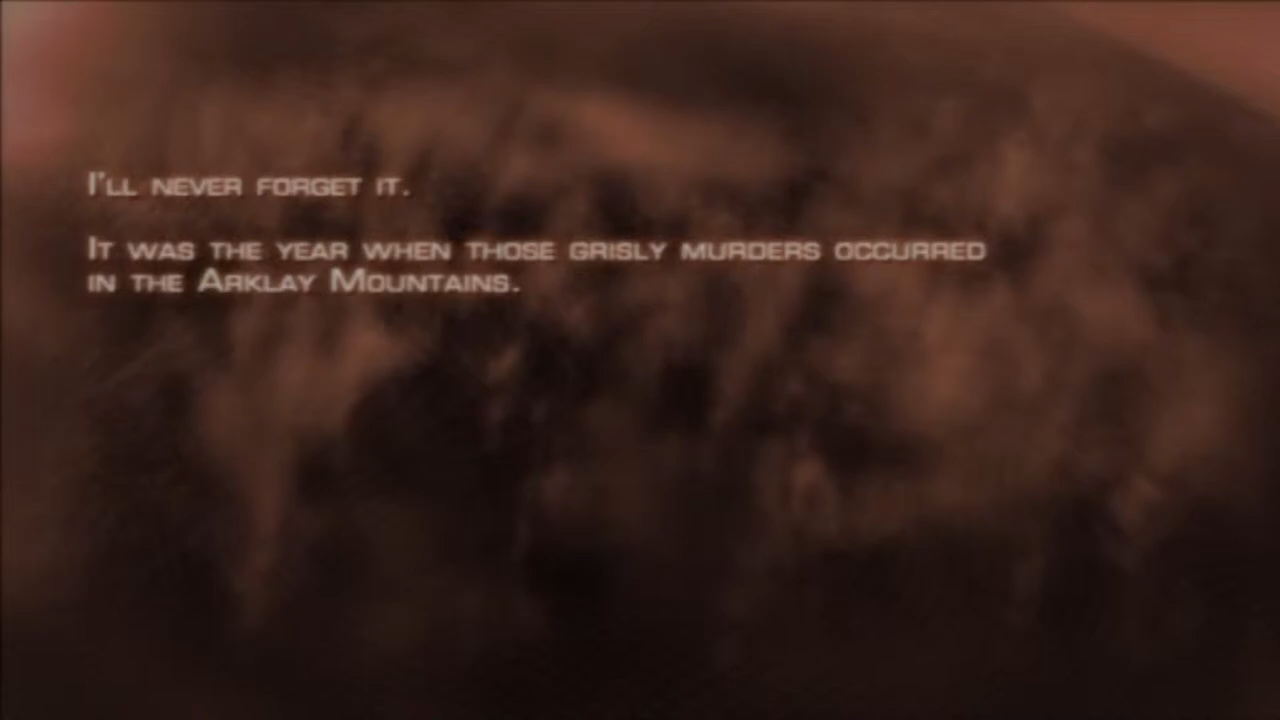 I'll never forget it.
It was the year when those grisly murders occurred
in the Arklay Mountains.